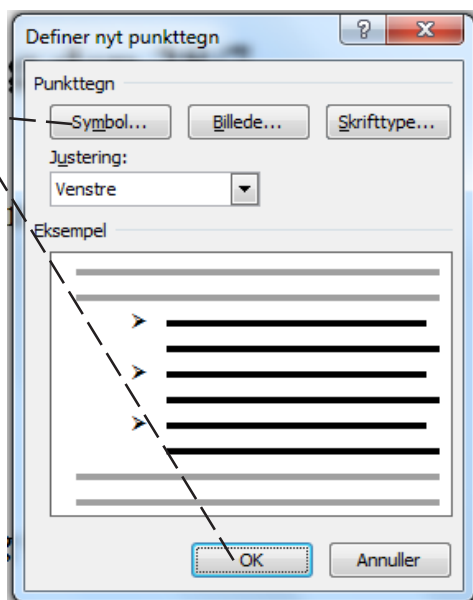 Definer nyt punkttegn
Punkttegn
Symbol... Billede... Skrifttype...
Justering:
Venstre
Eksempel
OK Annuller